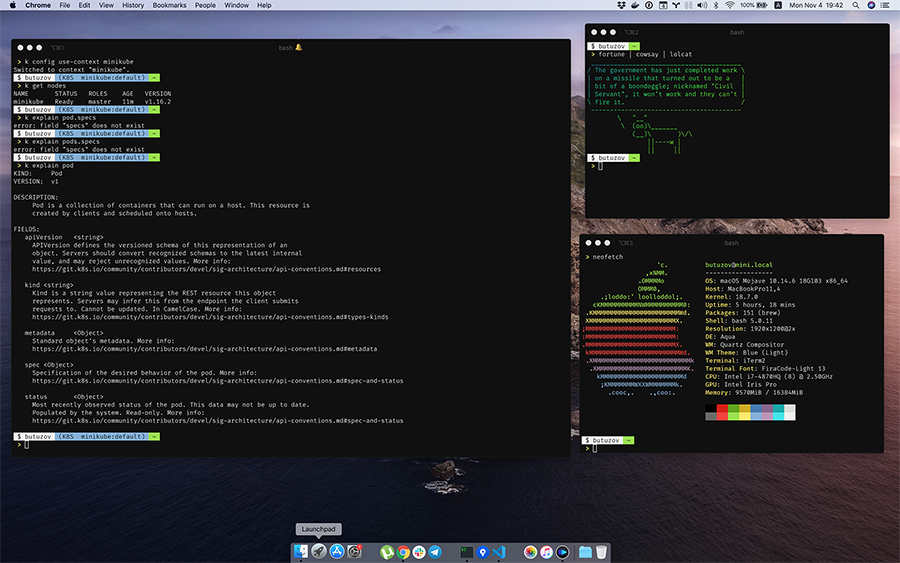 Chrome File Edit View History Bookmarks People Window Help
100% A Mon Nov 4 19:42
⌥⌘1 bash
> k config use-context minikube
Switched to context "minikube".
$ butuzov (K8S minikube:default) ~
> k get nodes
NAME STATUS ROLES AGE VERSION
minikube Ready master 11m v1.16.2
$ butuzov (K8S minikube:default) ~
> k explain pod.specs
error: field "specs" does not exist
$ butuzov (K8S minikube:default) ~
> k explain pods.specs
error: field "specs" does not exist
$ butuzov (K8S minikube:default) ~
> k explain pod
KIND: Pod
VERSION: v1
DESCRIPTION:
Pod is a collection of containers that can run on a host. This resource is
created by clients and scheduled onto hosts.
FIELDS:
apiVersion <string>
APIVersion defines the versioned schema of this representation of an
object. Servers should convert recognized schemas to the latest internal
value, and may reject unrecognized values. More info:
https://git.k8s.io/community/contributors/devel/sig-architecture/api-conventions.md#resources
kind <string>
Kind is a string value representing the REST resource this object
represents. Servers may infer this from the endpoint the client submits
requests to. Cannot be updated. In CamelCase. More info:
https://git.k8s.io/community/contributors/devel/sig-architecture/api-conventions.md#types-kinds
metadata <Object>
Standard object's metadata. More info:
https://git.k8s.io/community/contributors/devel/sig-architecture/api-conventions.md#metadata
spec <Object>
Specification of the desired behavior of the pod. More info:
https://git.k8s.io/community/contributors/devel/sig-architecture/api-conventions.md#spec-and-status
status <Object>
Most recently observed status of the pod. This data may not be up to date.
Populated by the system. Read-only. More info:
https://git.k8s.io/community/contributors/devel/sig-architecture/api-conventions.md#spec-and-status
$ butuzov (K8S minikube:default) ~
>
⌥⌘2 bash
$ butuzov ~
> fortune | cowsay | lolcat
/ The government has just completed work \
| on a missile that turned out to be a |
| bit of a boondoggle; nicknamed "Civil |
| Servant", it won't work and they can't |
\ fire it. /
\ ^__^
\ (oo)\_______
(__)\ )\/\
||----w |
|| ||
$ butuzov ~
>
⌥⌘3 bash
> neofetch
butuzov@mini.local
------------------
OS: macOS Mojave 10.14.6 18G103 x86_64
Host: MacBookPro11,4
Kernel: 18.7.0
Uptime: 5 hours, 18 mins
Packages: 151 (brew)
Shell: bash 5.0.11
Resolution: 1920x1200@2x
DE: Aqua
WM: Quartz Compositor
WM Theme: Blue (Light)
Terminal: iTerm2
Terminal Font: FiraCode-Light 13
CPU: Intel i7-4870HQ (8) @ 2.50GHz
GPU: Intel Iris Pro
Memory: 9570MiB / 16384MiB
$ butuzov ~
>
Launchpad